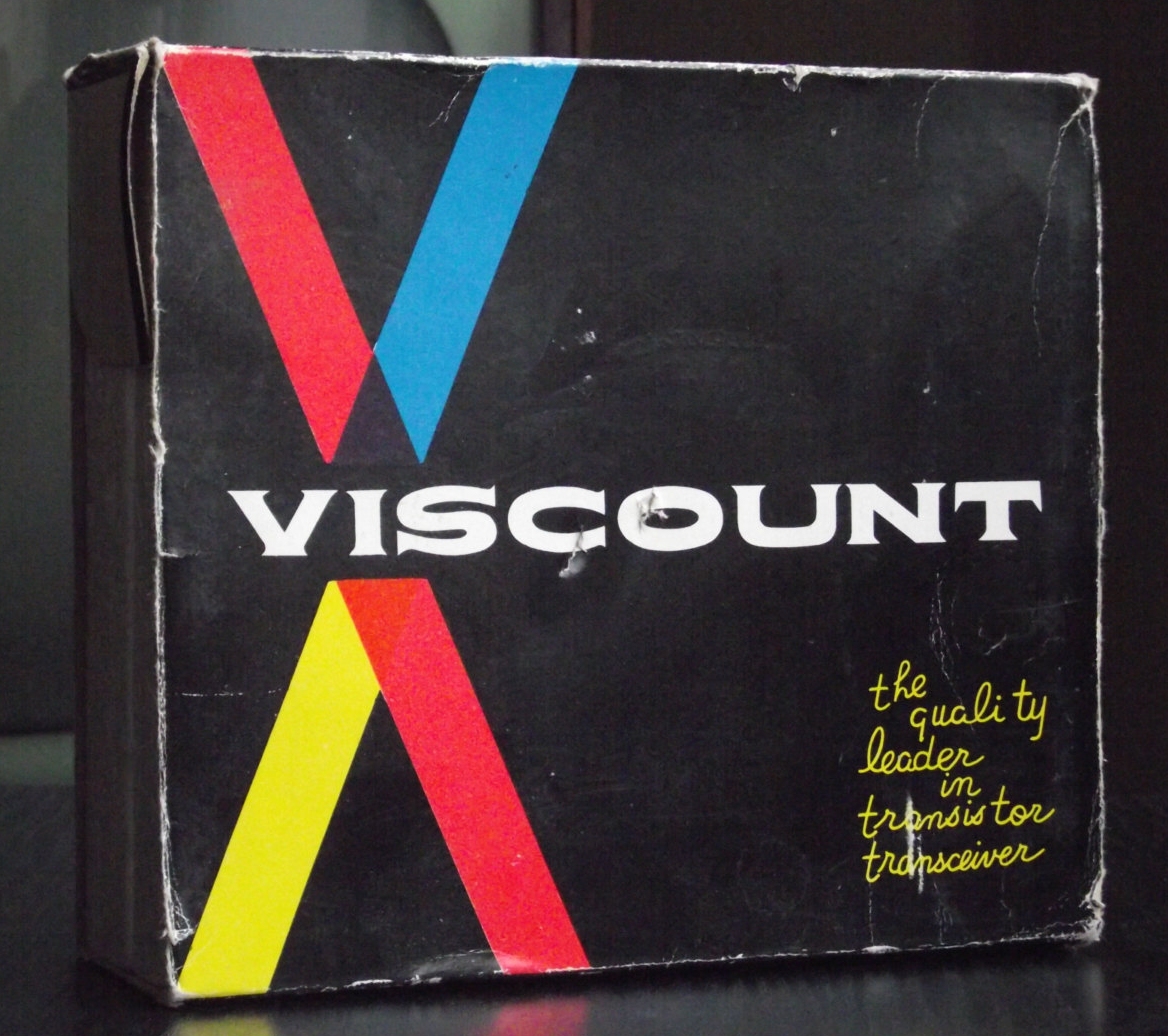 VISCOUNT
the
quality
leader
in
transistor
transceiver